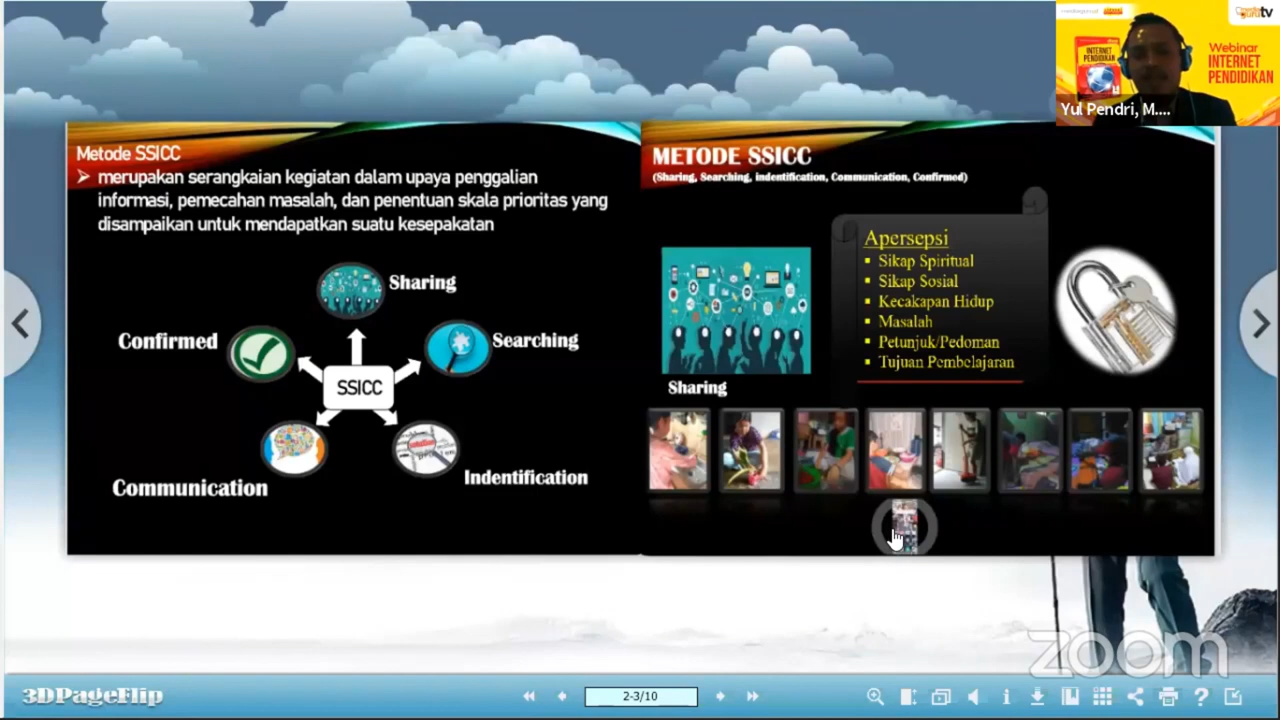 Webinar
INTERNET
PENDIDIKAN
INTERNET
PENDIDIKAN
Yul Pendri, M....
Metode SSICC
➢ merupakan serangkaian kegiatan dalam upaya penggalian
informasi, pemecahan masalah, dan penentuan skala prioritas yang
disampaikan untuk mendapatkan suatu kesepakatan
Sharing
Confirmed
Searching
SSICC
Communication
Indentification
METODE SSICC
(Sharing, Searching, indentification, Communication, Confirmed)
Apersepsi
▪ Sikap Spiritual
▪ Sikap Sosial
▪ Kecakapan Hidup
▪ Masalah
▪ Petunjuk/Pedoman
▪ Tujuan Pembelajaran
Sharing
zoom
3DPageFlip
2-3/10